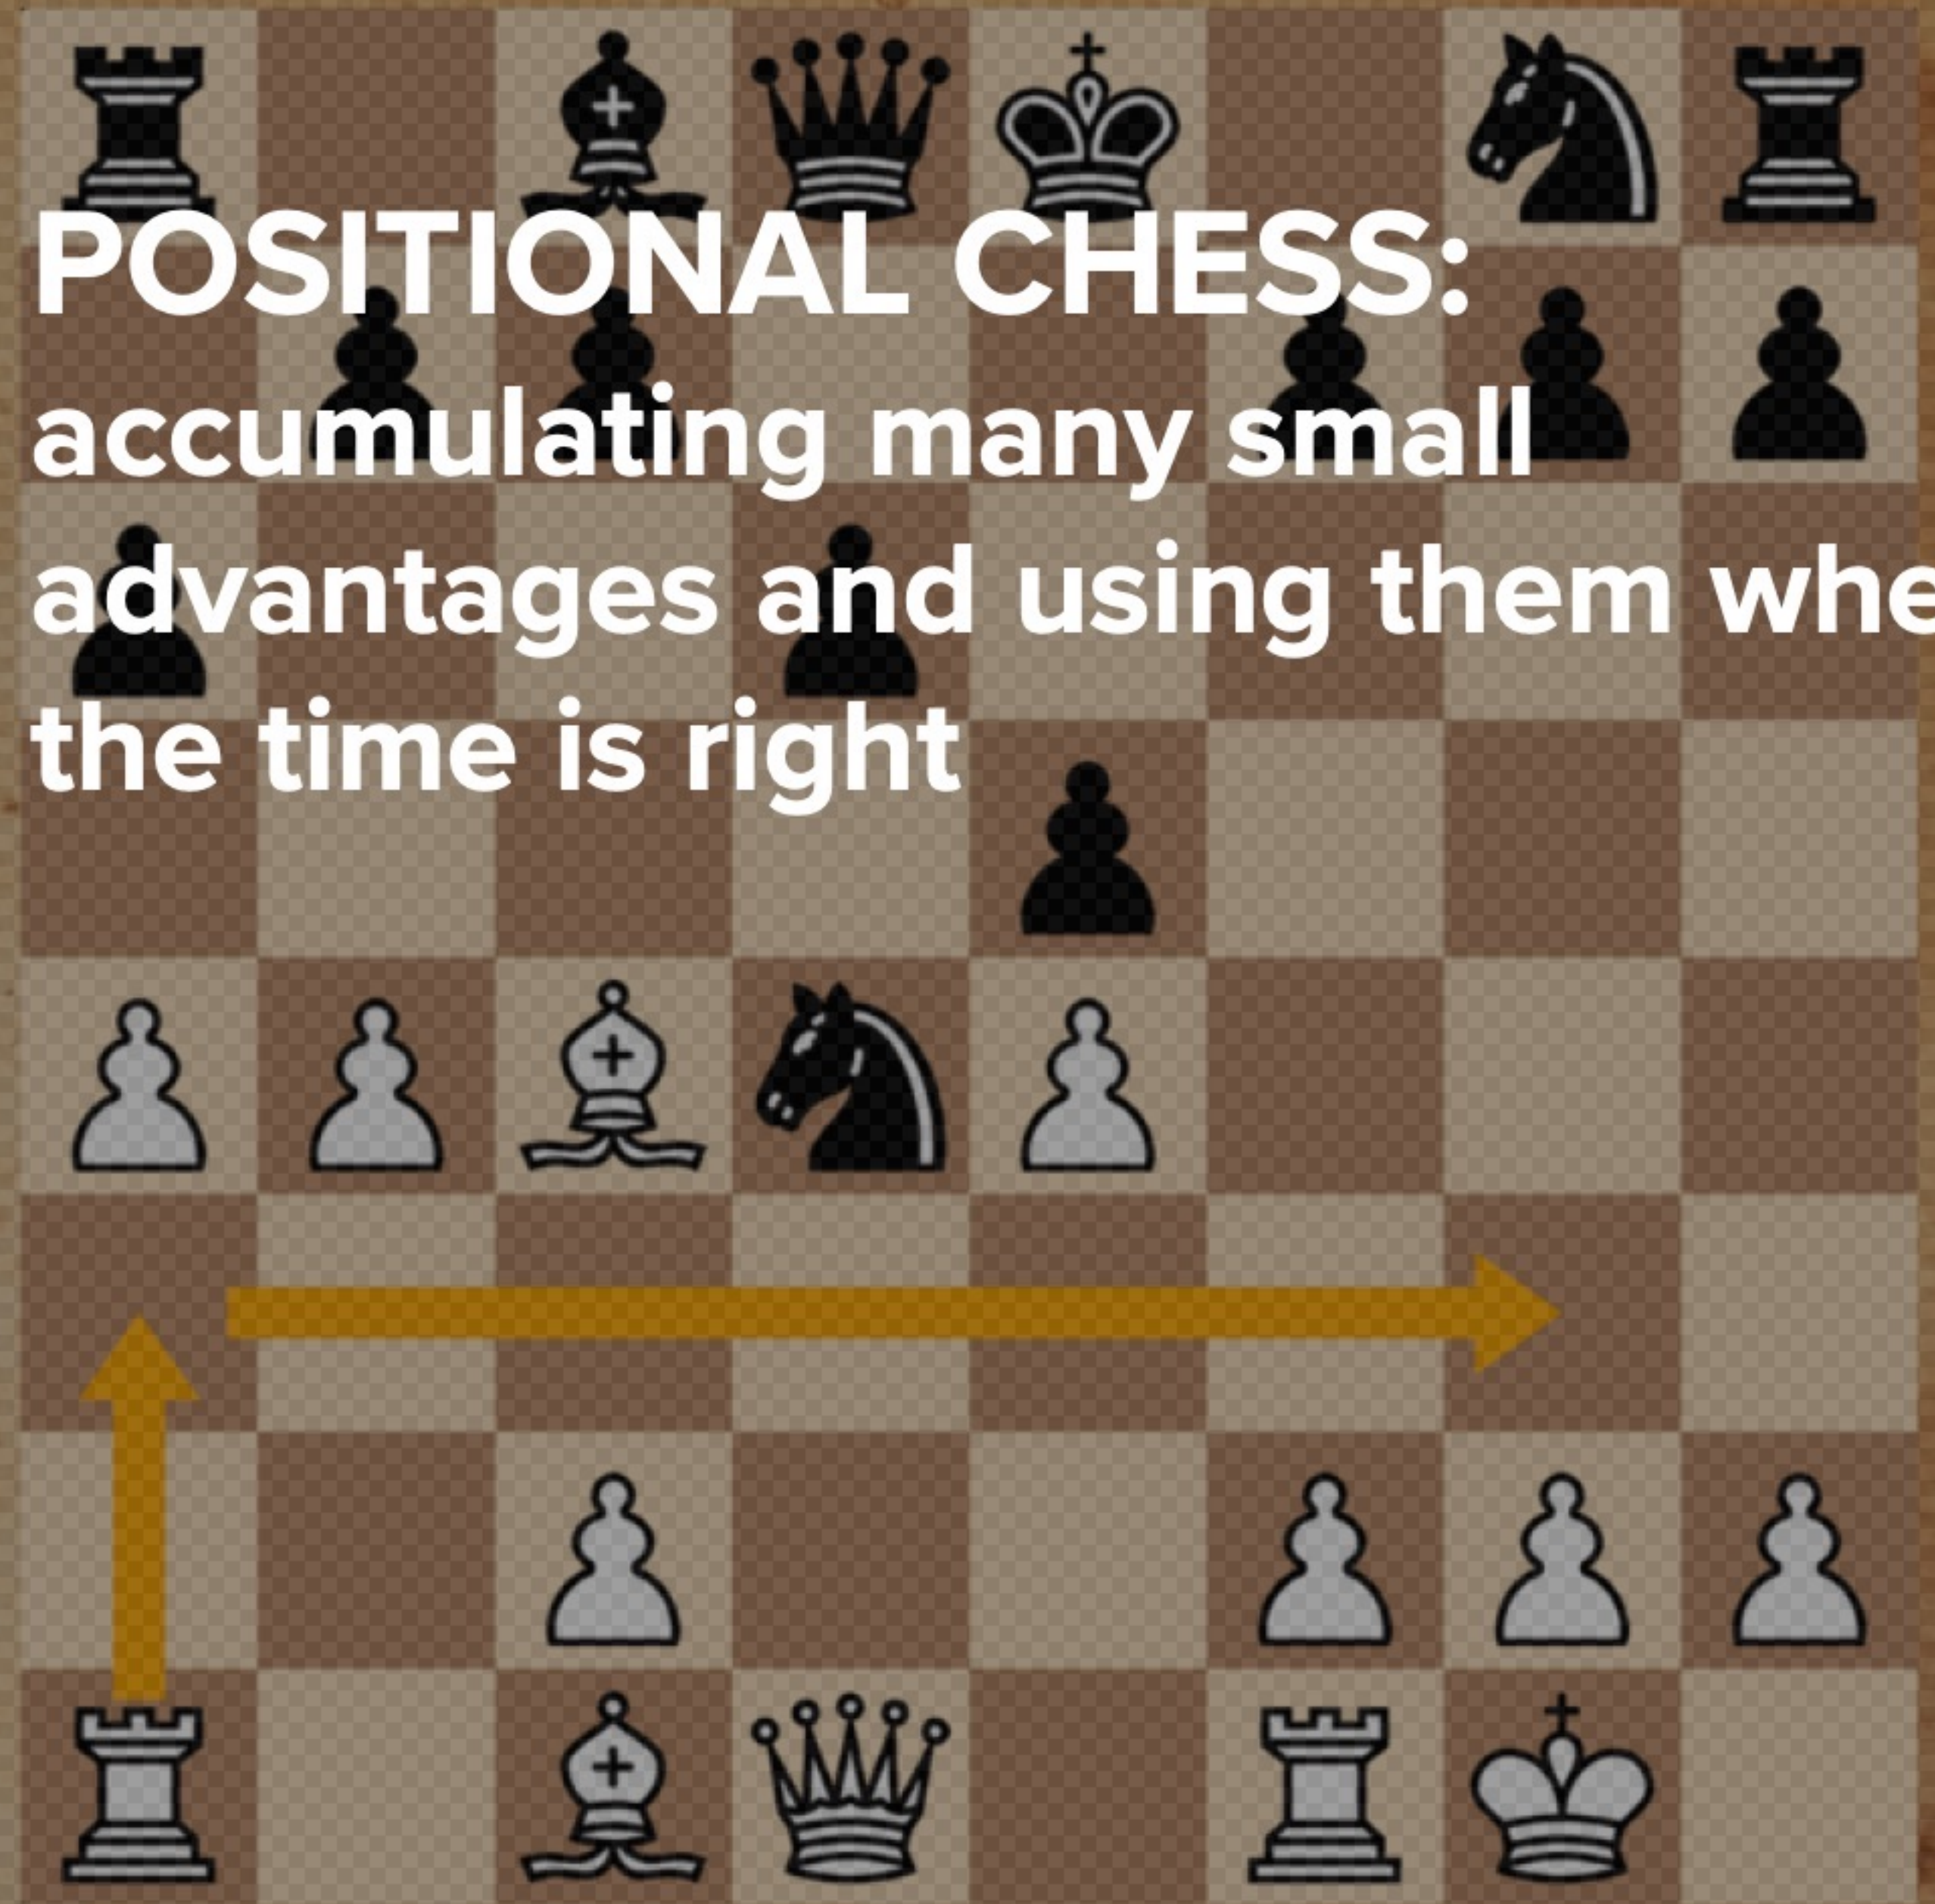 POSITIONAL CHESS:
accumulating many small
advantages and using them whe
the time is right